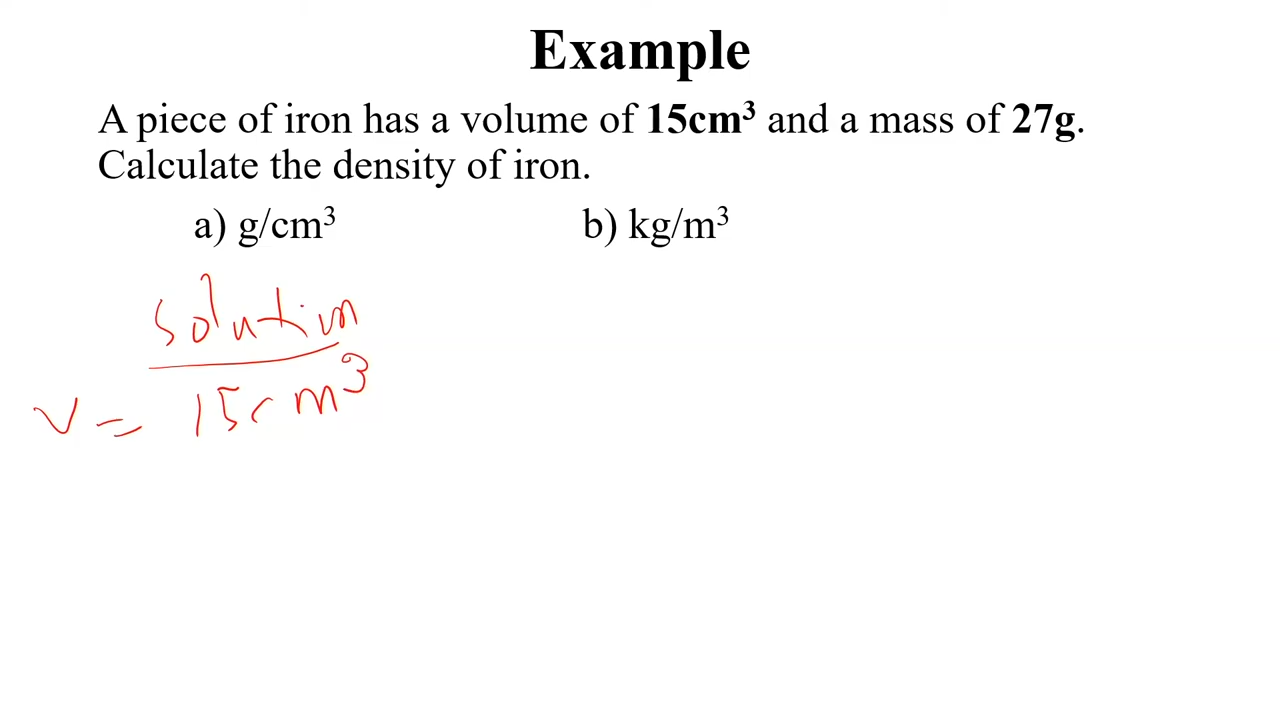 Example
A piece of iron has a volume of 15cm³ and a mass of 27g.
Calculate the density of iron.
a) g/cm³ b) kg/m³
solution
V = 15cm³